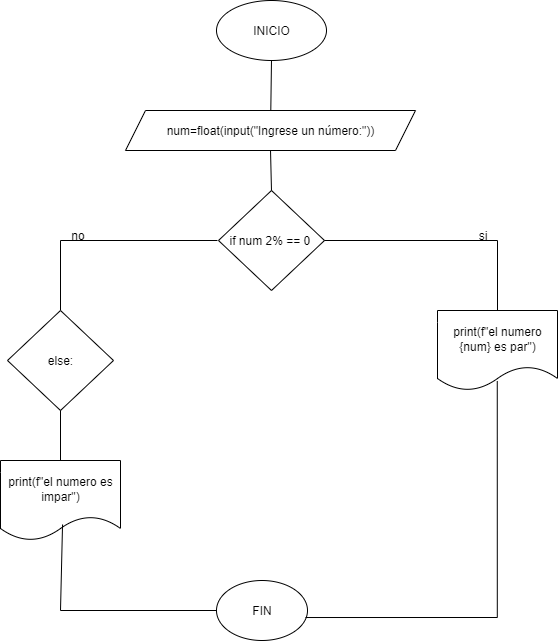 INICIO
num=float(input("Ingrese un número:"))
if num 2% == 0
no
si
else:
print(f"el numero
{num} es par")
print(f"el numero es
impar")
FIN